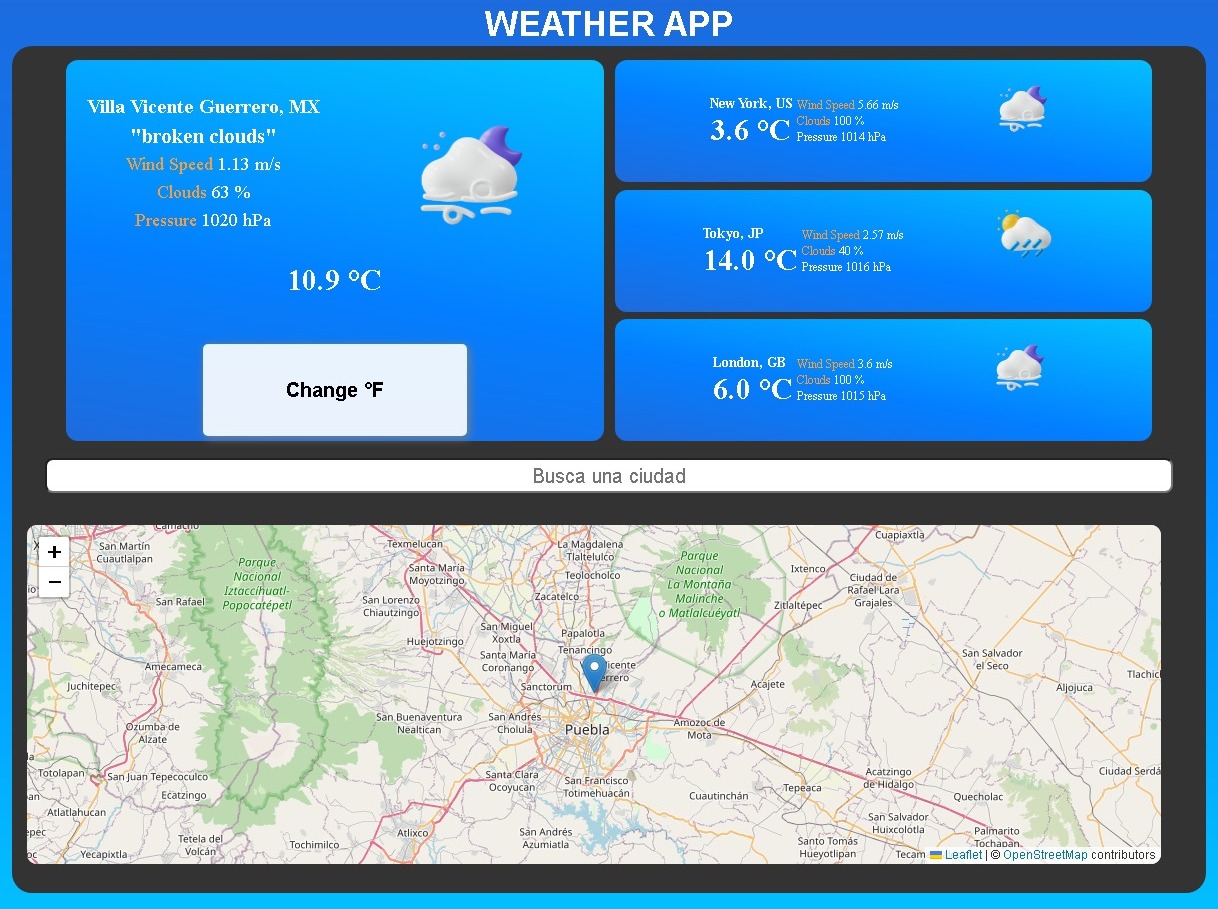 WEATHER APP
Villa Vicente Guerrero, MX
"broken clouds"
Wind Speed 1.13 m/s
Clouds 63 %
Pressure 1020 hPa
10.9 °C
Change °F
New York, US
3.6 °C
Wind Speed 5.66 m/s
Clouds 100 %
Pressure 1014 hPa
Tokyo, JP
14.0 °C
Wind Speed 2.57 m/s
Clouds 40 %
Pressure 1016 hPa
London, GB
6.0 °C
Wind Speed 3.6 m/s
Clouds 100 %
Pressure 1015 hPa
Busca una ciudad
+
−
San Martín
Cuautlalpan
Parque
Nacional
Iztaccíhuatl-
Popocatépetl
Texmelucan
Santa María
Moyotzingo
La Magdalena
Tlaltelulco
Teolocholco
Parque
Nacional
La Montaña
Malinche
o Matlalcuéyatl
Cuapiaxtla
Ixtenco
Ciudad de
Rafael Lara
Grajales
San Rafael
San Lorenzo
Chiautzingo
Zacatelco
Zitlaltépec
Huejotzingo
San Miguel
Xoxtla
Papalotla
Tenancingo
Santa María
Coronango
San Salvador
el Seco
Amecameca
Juchitepec
Sanctorum
Acajete
Aljojuca
Ozumba de
Alzate
San Buenaventura
Nealtican
San Andrés
Cholula
Puebla
Amozoc de
Mota
Totolapan
San Juan Tepecoculco
Ecatzingo
Santa Clara
Ocoyucan
San Francisco
Totimehuacán
Cuautinchán
Tepeaca
Acatzingo
de Hidalgo
Quecholac
Ciudad Serdá
Atlatlahucan
Atlixco
San Andrés
Azumiatla
San Salvador
Huixcolotla
Palmarito
Tochapan
Tetela del
Volcán
Tochimilco
Yecapixtla
Santo Tomás
Hueyotlipan
Tecam
Leaflet | © OpenStreetMap contributors